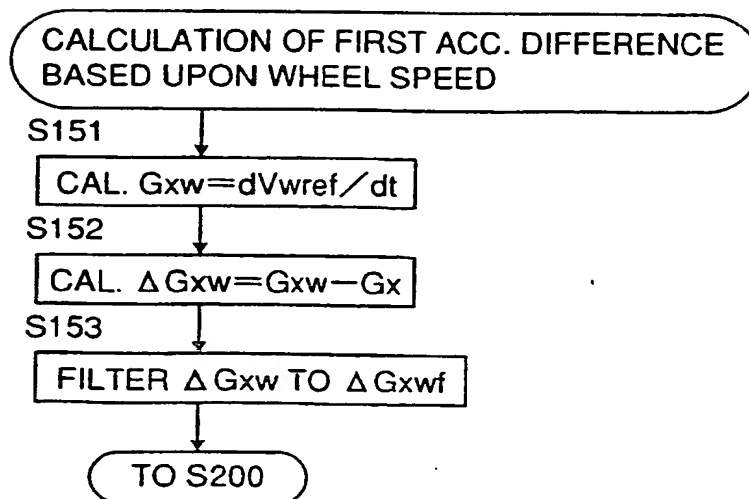 CALCULATION OF FIRST ACC. DIFFERENCE
BASED UPON WHEEL SPEED
S151
CAL. Gxw=dVwref/dt
S152
CAL. ΔGxw=Gxw-Gx
S153
FILTER ΔGxw TO ΔGxwf
TO S200